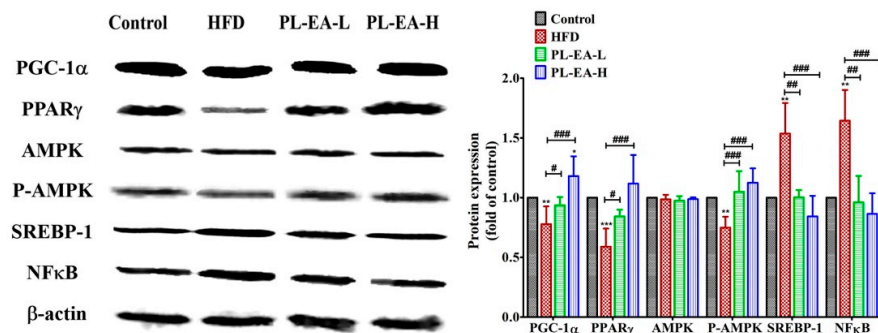 Control HFD PL-EA-L PL-EA-H
PGC-1α
PPARγ
AMPK
P-AMPK
SREBP-1
NFκB
β-actin
Control
HFD
PL-EA-L
PL-EA-H
Protein expression
(fold of control)
2.0
1.5
1.0
0.5
0.0
** # ### *
*** # ###
** ### ###
** ## ###
** ## ###
PGC-1α PPARγ AMPK P-AMPK SREBP-1 NFκB